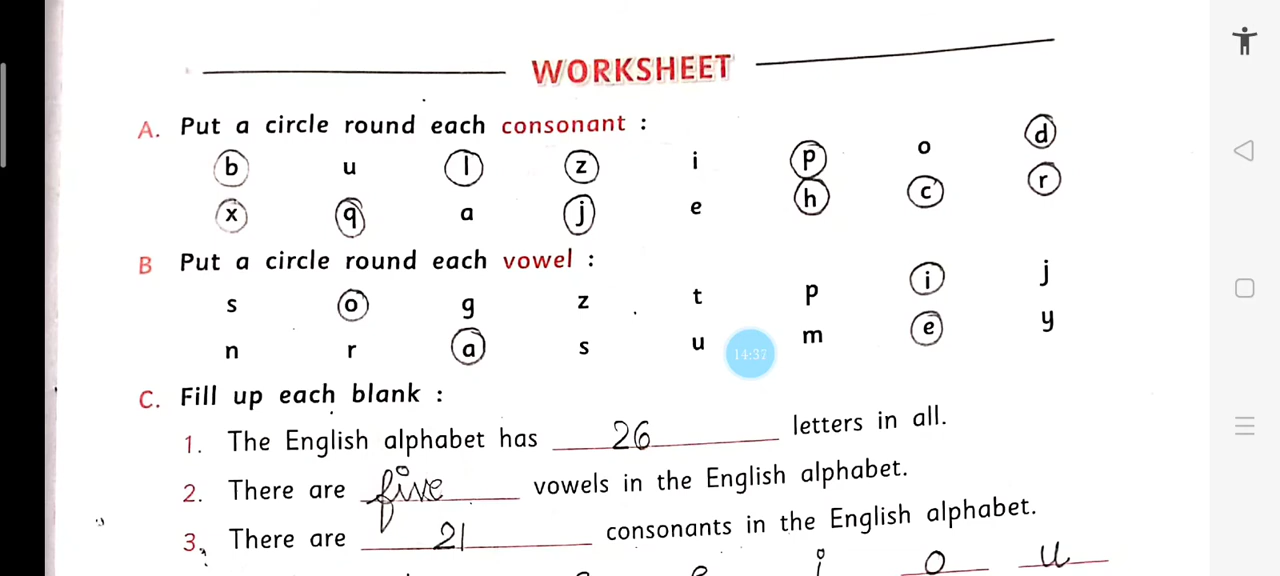 WORKSHEET
A. Put a circle round each consonant :
b u l z i p o d
x q a j e h c r
B Put a circle round each vowel :
s o g z t p i j
n r a s u m e y
14:37
C. Fill up each blank :
1. The English alphabet has 26 letters in all.
2. There are five vowels in the English alphabet.
3. There are 21 consonants in the English alphabet.
i o u